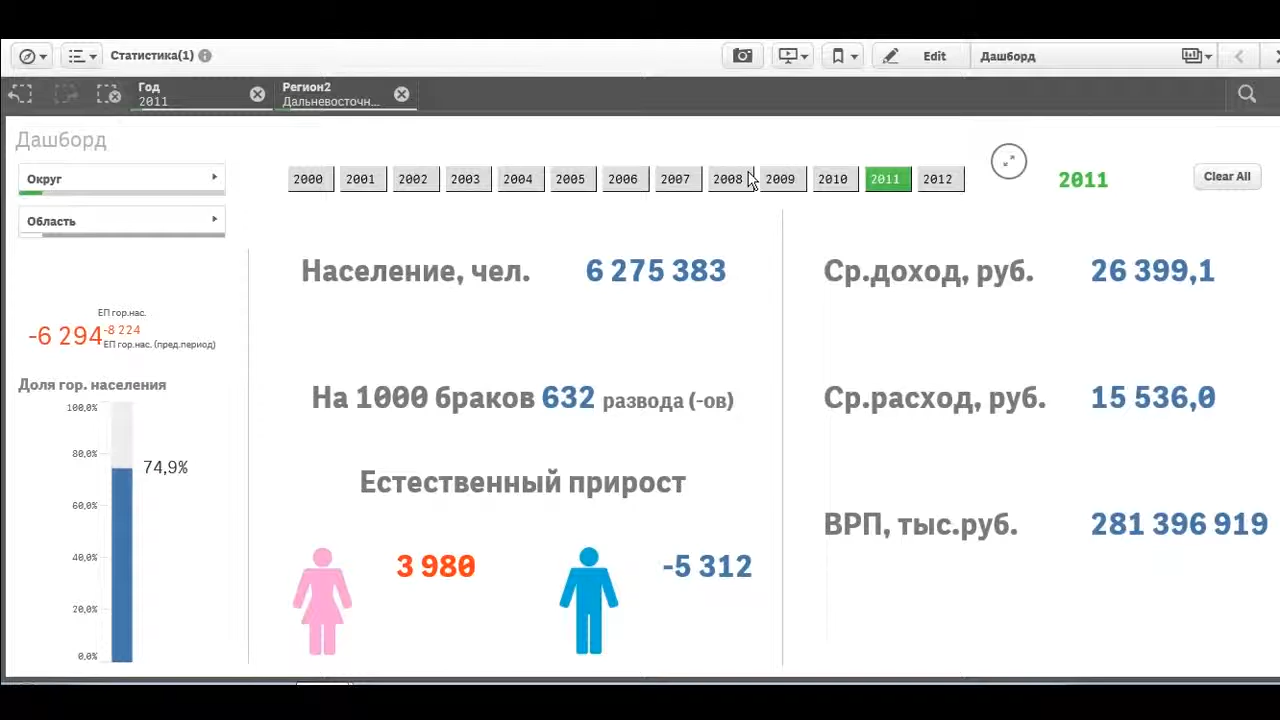 Статистика(1)
Edit
Дашборд
Год
2011
Регион2
Дальневосточн...
Дашборд
Округ
Область
2000 2001 2002 2003 2004 2005 2006 2007 2008 2009 2010 2011 2012
2011
Clear All
ЕП гор.нас.
-6 294
-8 224
ЕП гор.нас. (пред.период)
Доля гор. населения
100,0%
80,0%
60,0%
40,0%
20,0%
0,0%
74,9%
Население, чел. 6 275 383
На 1000 браков 632 развода (-ов)
Естественный прирост
3 980
-5 312
Ср.доход, руб. 26 399,1
Ср.расход, руб. 15 536,0
ВРП, тыс.руб. 281 396 919